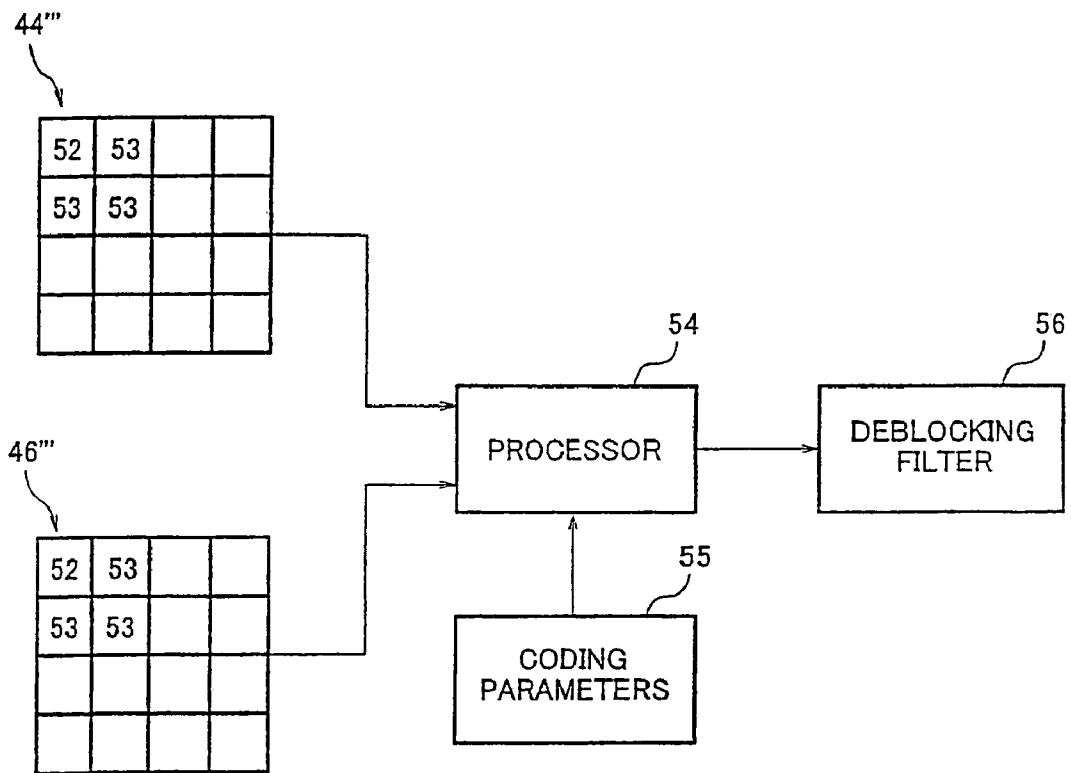 44'''
52 53
53 53
54
56
PROCESSOR
DEBLOCKING
FILTER
46'''
52 53
53 53
55
CODING
PARAMETERS